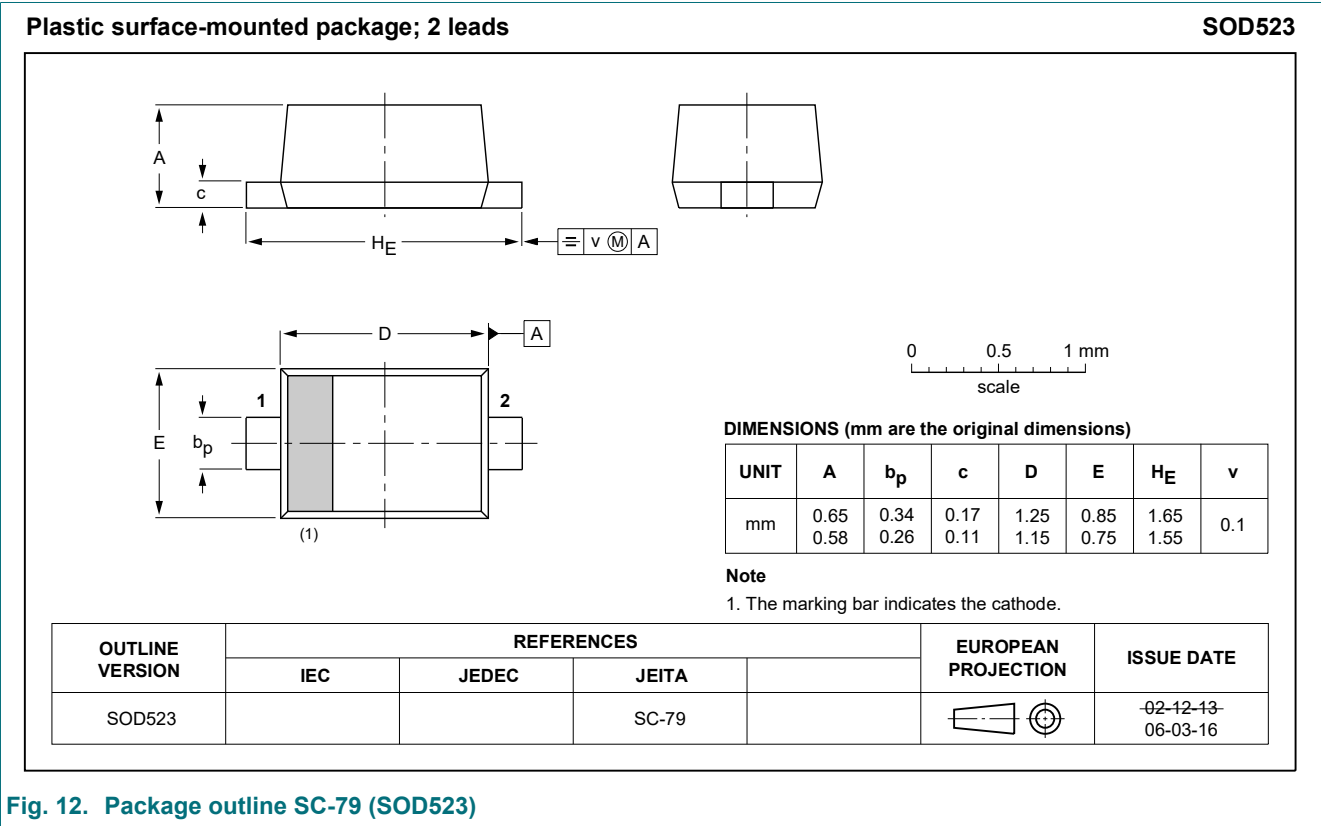 Plastic surface-mounted package; 2 leads
SOD523
A
c
HE
v Ⓜ A
D
A
1
2
E
bp
(1)
0 0.5 1 mm
scale
DIMENSIONS (mm are the original dimensions)
UNIT A bp c D E HE v
mm 0.65 0.34 0.17 1.25 0.85 1.65 0.1
0.58 0.26 0.11 1.15 0.75 1.55
Note
1. The marking bar indicates the cathode.
OUTLINE VERSION
REFERENCES
EUROPEAN PROJECTION
ISSUE DATE
IEC JEDEC JEITA
SOD523 SC-79
02-12-13
06-03-16
Fig. 12. Package outline SC-79 (SOD523)